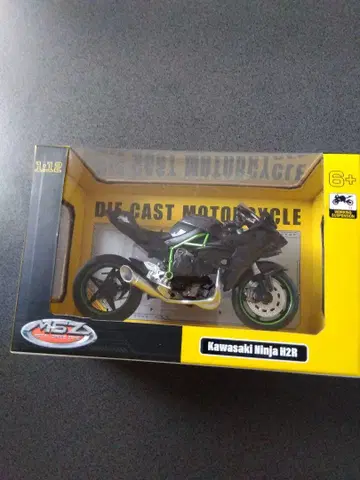 1:12
6+
DIE CAST MOTORCYCLE
MSZ
Kawasaki Ninja H2R